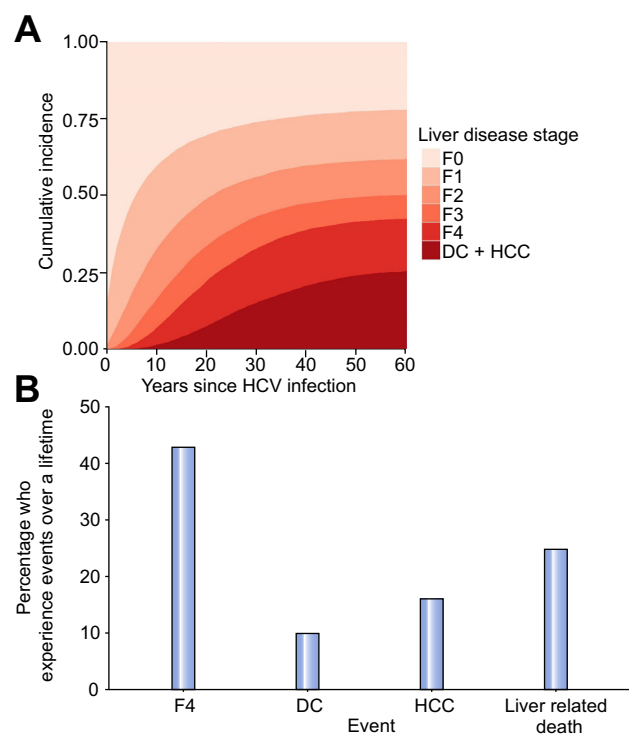 A
1.00
0.75
0.50
0.25
0.00
Cumulative incidence
0 10 20 30 40 50 60
Years since HCV infection
Liver disease stage
F0
F1
F2
F3
F4
DC + HCC
B
50
40
30
20
10
0
Percentage who
experience events over a lifetime
F4 DC HCC Liver related
death
Event